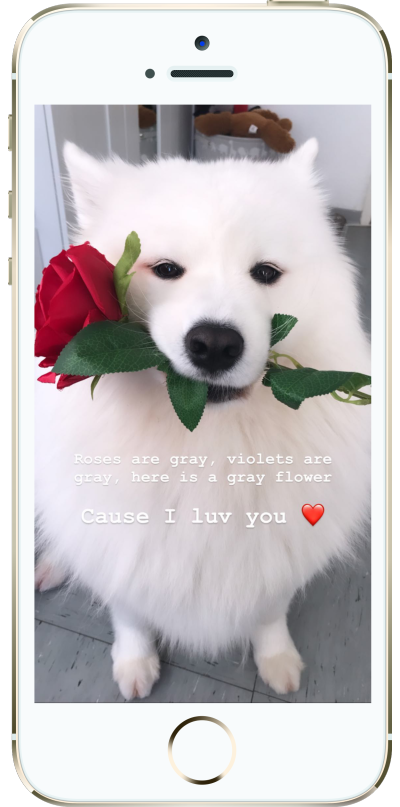 Roses are gray, violets are
gray, here is a gray flower
Cause I luv you ❤️